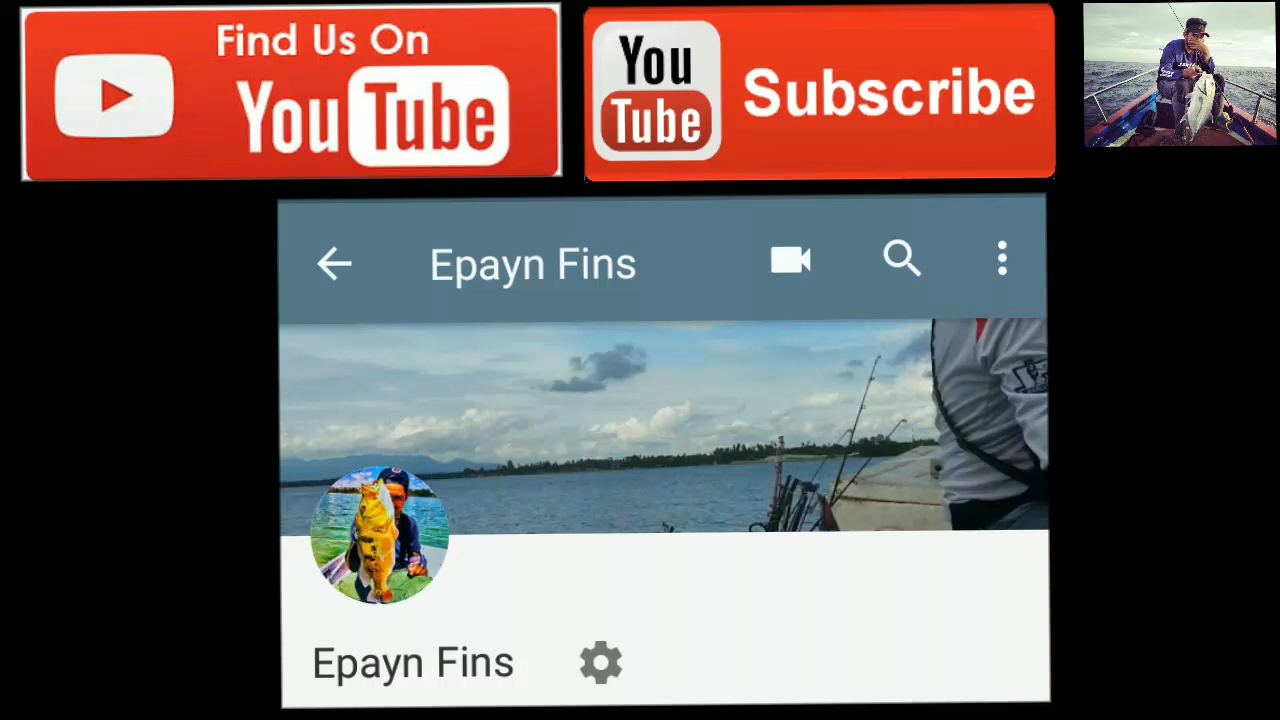 Find Us On
YouTube
You
Tube
Subscribe
Epayn Fins
Epayn Fins